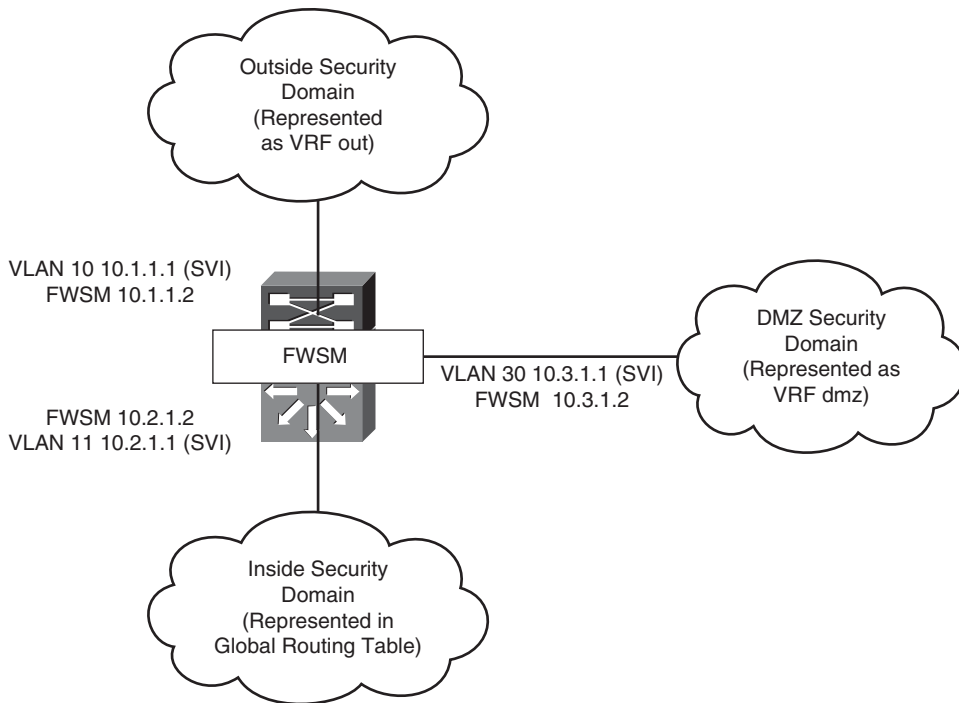 Outside Security
Domain
(Represented
as VRF out)
VLAN 10 10.1.1.1 (SVI)
FWSM 10.1.1.2
FWSM
VLAN 30 10.3.1.1 (SVI)
FWSM 10.3.1.2
DMZ Security
Domain
(Represented as
VRF dmz)
FWSM 10.2.1.2
VLAN 11 10.2.1.1 (SVI)
Inside Security
Domain
(Represented in
Global Routing Table)